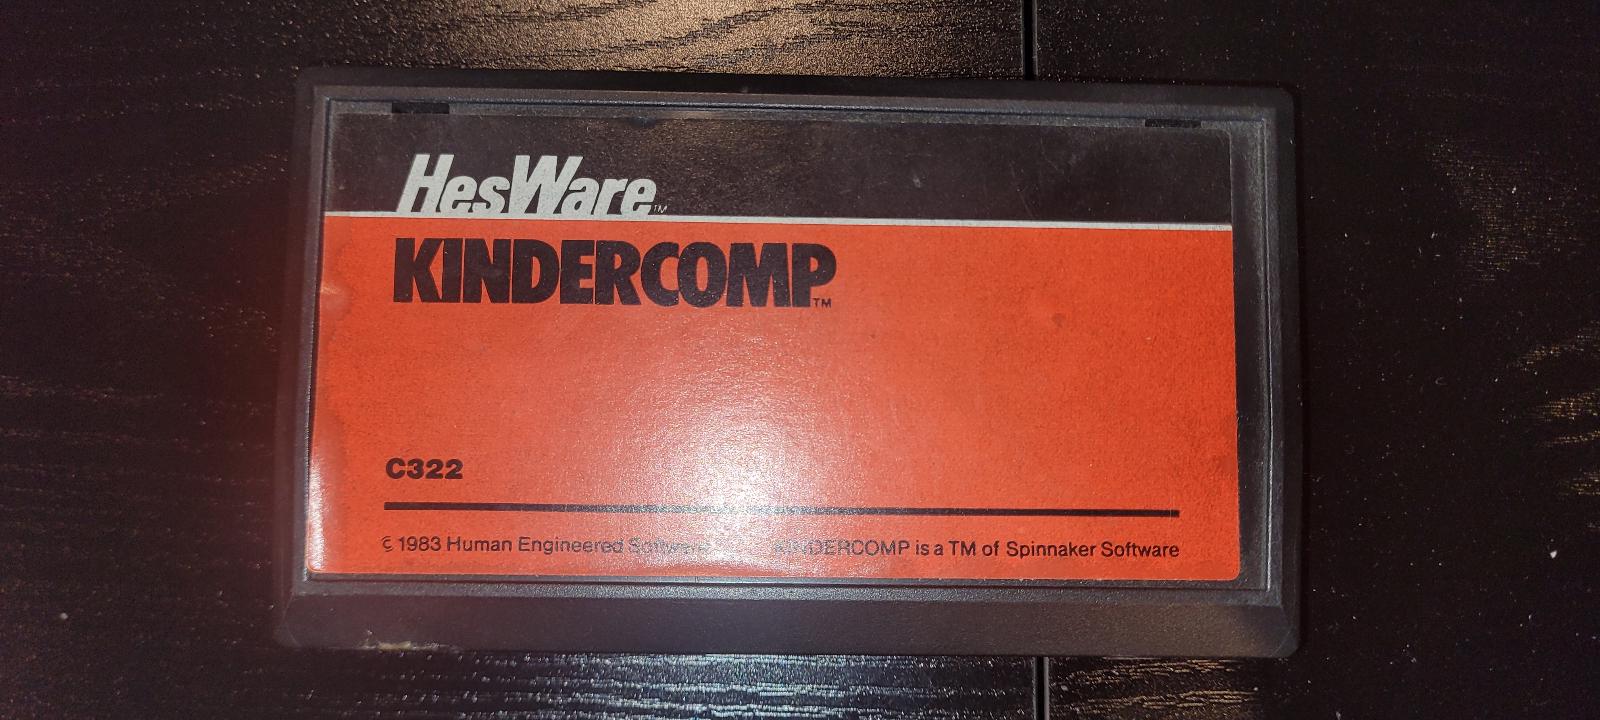 HesWare™
KINDERCOMP™
C322
© 1983 Human Engineered Software KINDERCOMP is a TM of Spinnaker Software